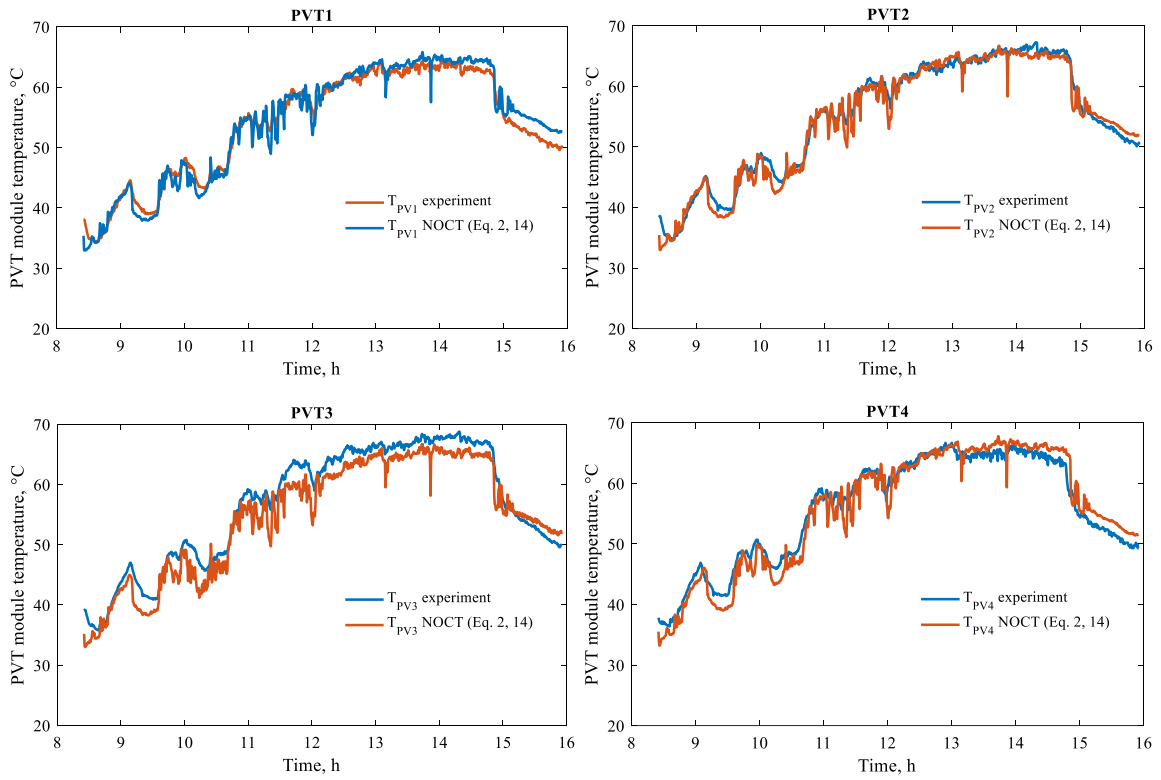 PVT1
PVT module temperature, °C
70
60
50
40
30
20
T_PV1 experiment
T_PV1 NOCT (Eq. 2, 14)
8 9 10 11 12 13 14 15 16
Time, h
PVT2
PVT module temperature, °C
70
60
50
40
30
20
T_PV2 experiment
T_PV2 NOCT (Eq. 2, 14)
8 9 10 11 12 13 14 15 16
Time, h
PVT3
PVT module temperature, °C
70
60
50
40
30
20
T_PV3 experiment
T_PV3 NOCT (Eq. 2, 14)
8 9 10 11 12 13 14 15 16
Time, h
PVT4
PVT module temperature, °C
70
60
50
40
30
20
T_PV4 experiment
T_PV4 NOCT (Eq. 2, 14)
8 9 10 11 12 13 14 15 16
Time, h